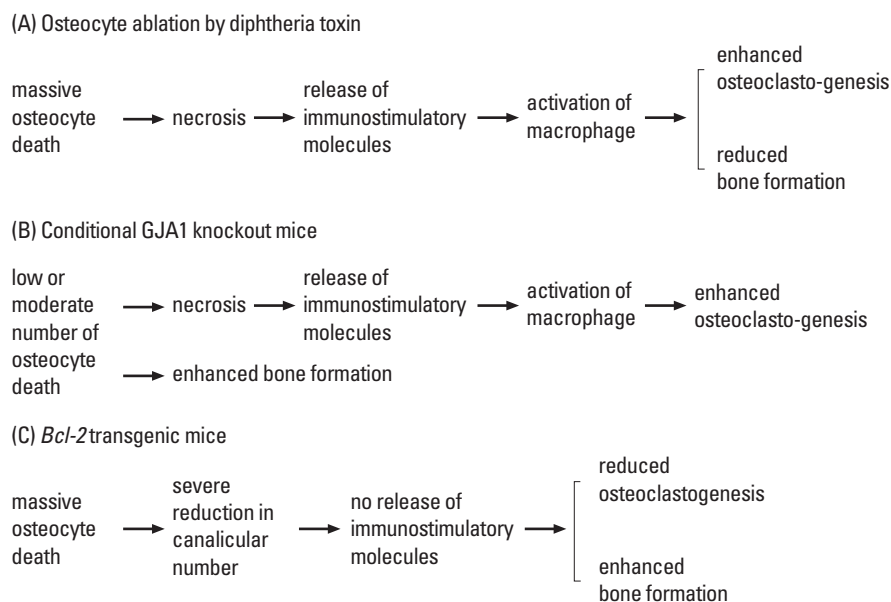 (A) Osteocyte ablation by diphtheria toxin
massive
osteocyte
death
necrosis
release of
immunostimulatory
molecules
activation of
macrophage
enhanced
osteoclasto-genesis
reduced
bone formation
(B) Conditional GJA1 knockout mice
low or
moderate
number of
osteocyte
death
necrosis
release of
immunostimulatory
molecules
activation of
macrophage
enhanced
osteoclasto-genesis
enhanced bone formation
(C) Bcl-2 transgenic mice
massive
osteocyte
death
severe
reduction in
canalicular
number
no release of
immunostimulatory
molecules
reduced
osteoclastogenesis
enhanced
bone formation